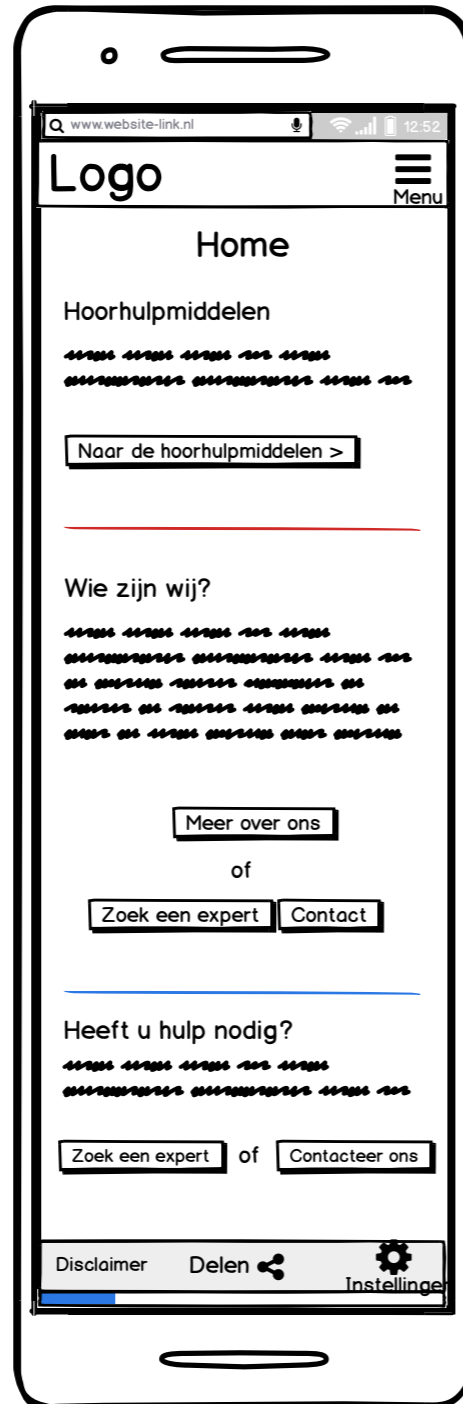 www.website-link.nl 12:52
Logo
Menu
Home
Hoorhulpmiddelen
Naar de hoorhulpmiddelen >
Wie zijn wij?
Meer over ons
of
Zoek een expert Contact
Heeft u hulp nodig?
Zoek een expert of Contacteer ons
Disclaimer Delen
Instellingen